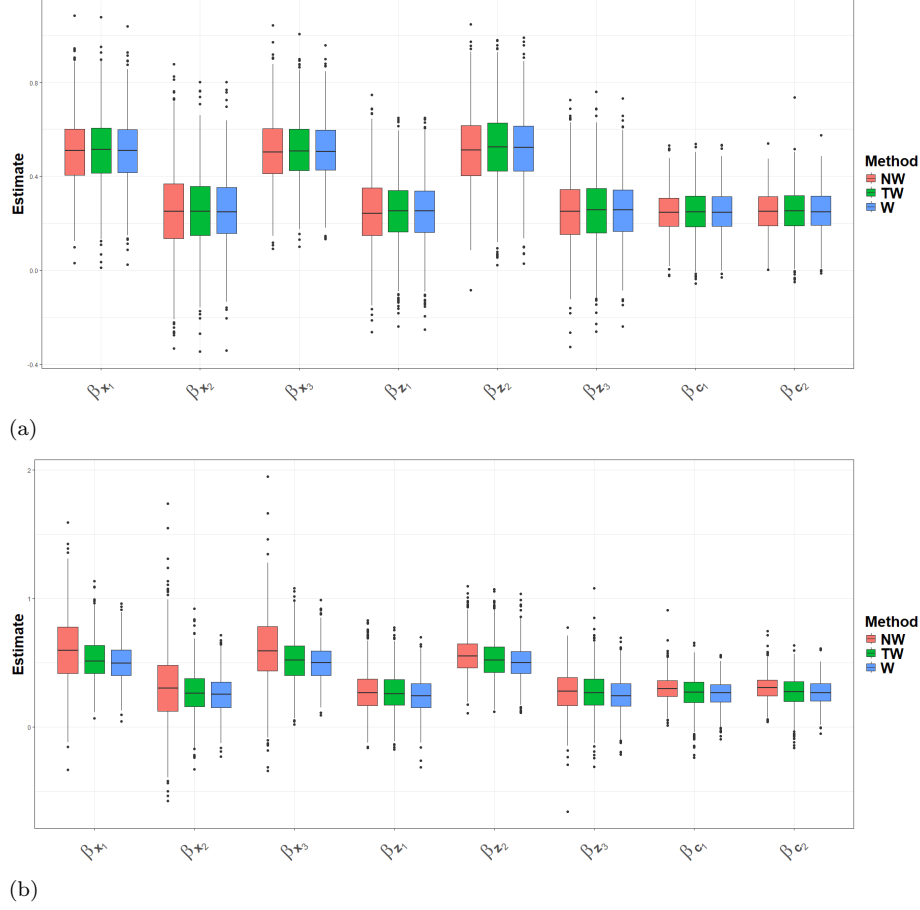 0.8
0.4
0.0
-0.4
Estimate
βx₁ βx₂ βx₃ βz₁ βz₂ βz₃ βc₁ βc₂
Method
NW
TW
W
(a)
2
1
0
Estimate
βx₁ βx₂ βx₃ βz₁ βz₂ βz₃ βc₁ βc₂
Method
NW
TW
W
(b)